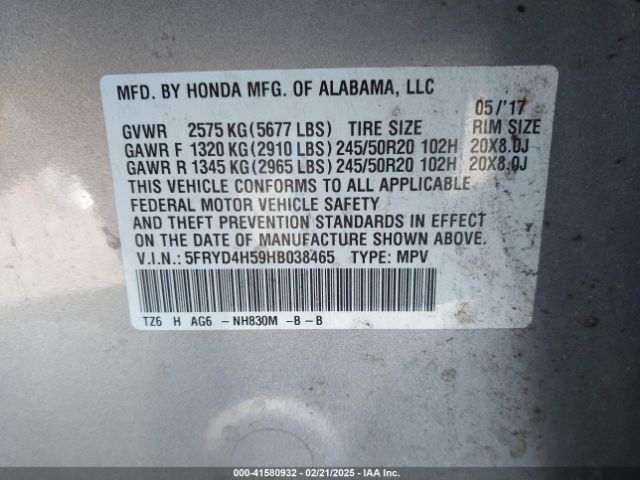 MFD. BY HONDA MFG. OF ALABAMA, LLC
05/'17
GVWR 2575 KG(5677 LBS) TIRE SIZE RIM SIZE
GAWR F 1320 KG(2910 LBS) 245/50R20 102H 20X8.0J
GAWR R 1345 KG(2965 LBS) 245/50R20 102H 20X8.0J
THIS VEHICLE CONFORMS TO ALL APPLICABLE
FEDERAL MOTOR VEHICLE SAFETY
AND THEFT PREVENTION STANDARDS IN EFFECT
ON THE DATE OF MANUFACTURE SHOWN ABOVE.
V.I.N.: 5FRYD4H59HB038465 TYPE: MPV
TZ6 H AG6 - NH830M -B - B
000-41580932 - 02/21/2025 - IAA Inc.